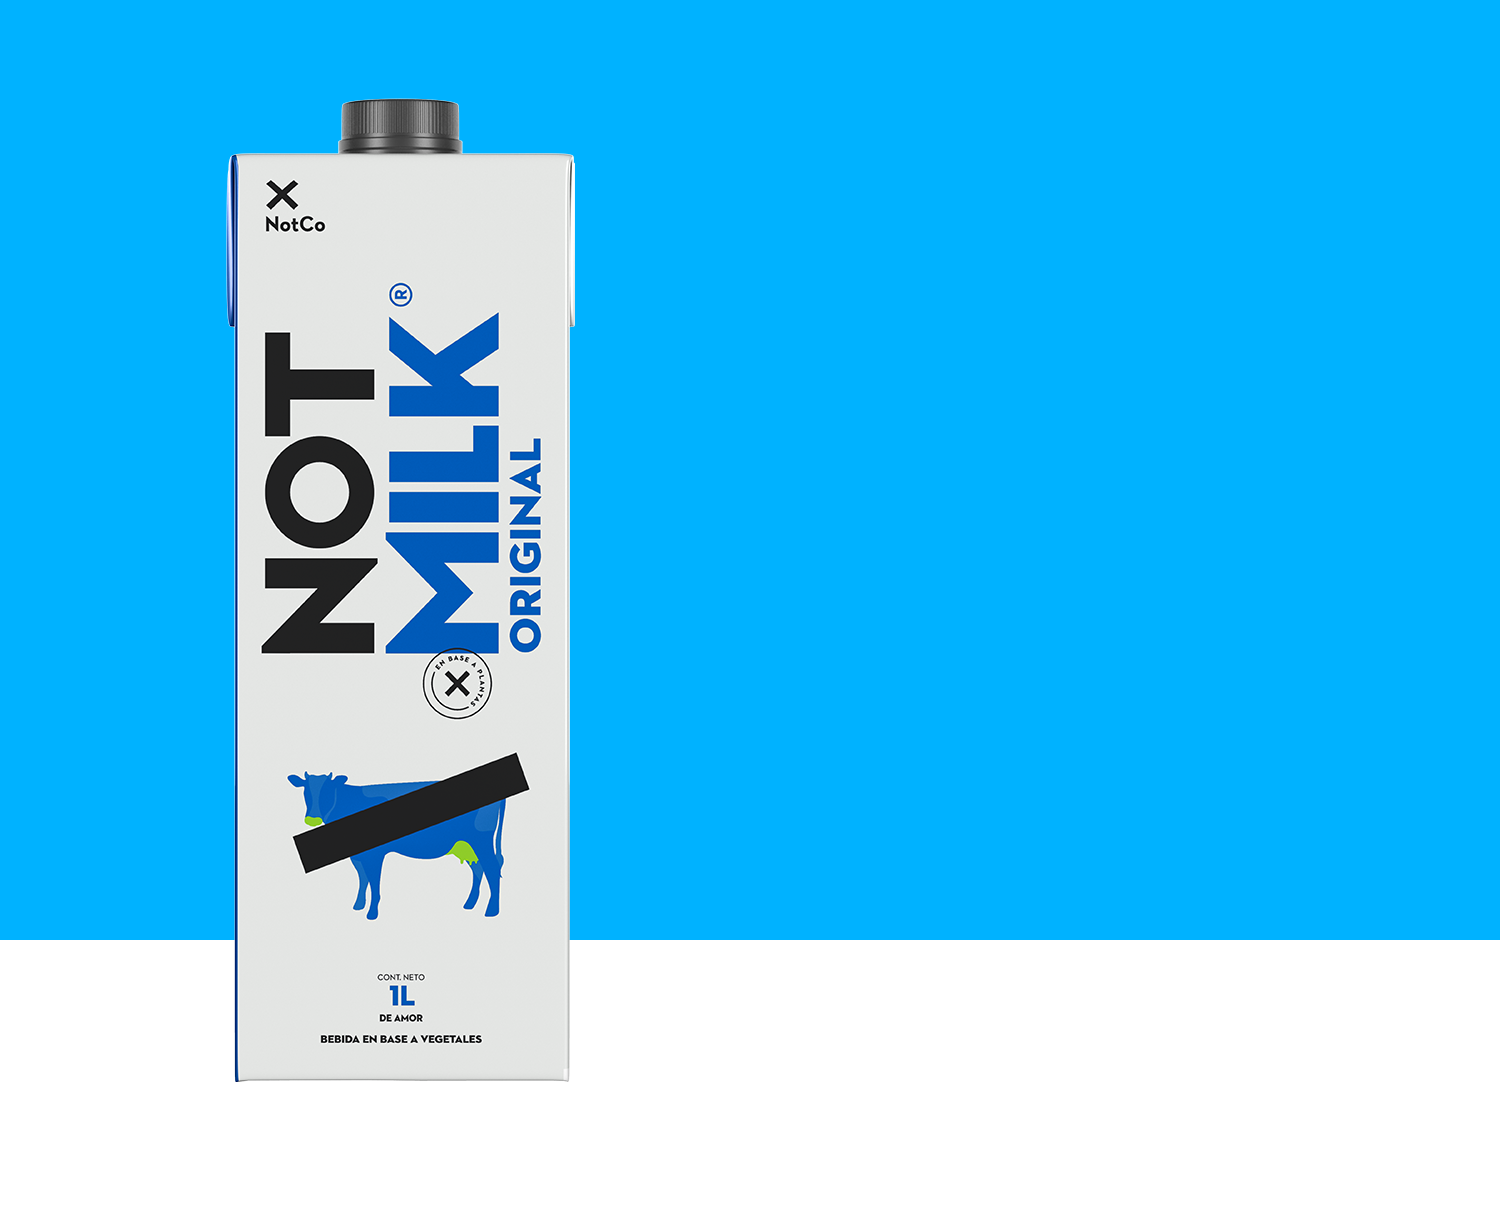 NotCo
NOT
MILK®
ORIGINAL
EN BASE A PLANTAS
CONT. NETO
1L
DE AMOR
BEBIDA EN BASE A VEGETALES